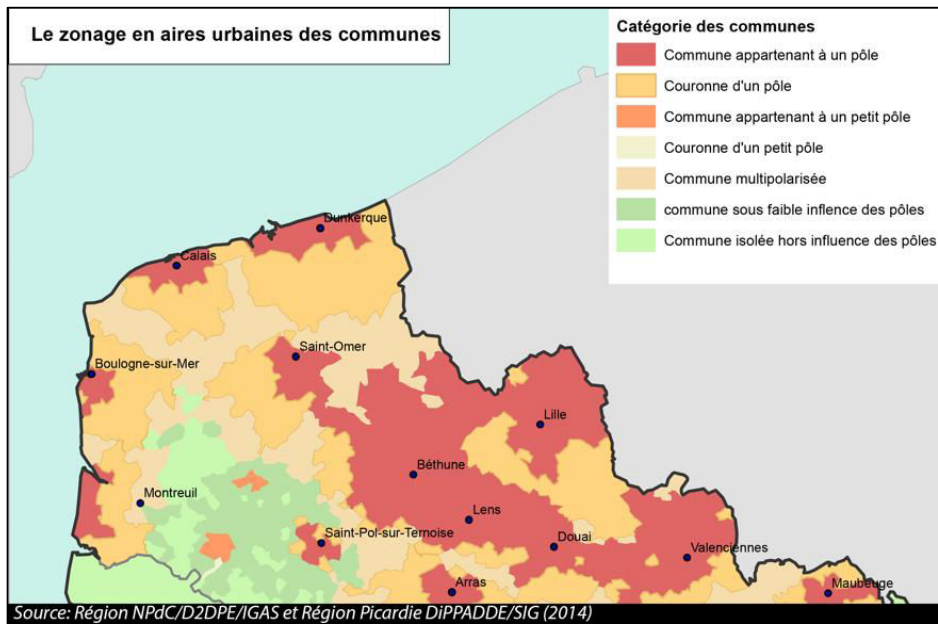 Le zonage en aires urbaines des communes
Catégorie des communes
Commune appartenant à un pôle
Couronne d'un pôle
Commune appartenant à un petit pôle
Couronne d'un petit pôle
Commune multipolarisée
commune sous faible inflence des pôles
Commune isolée hors influence des pôles
Dunkerque
Calais
Saint-Omer
Boulogne-sur-Mer
Lille
Béthune
Montreuil
Lens
Saint-Pol-sur-Ternoise
Douai
Valenciennes
Arras
Maubeuge
Source: Région NPdC/D2DPE/IGAS et Région Picardie DiPPADDE/SIG (2014)